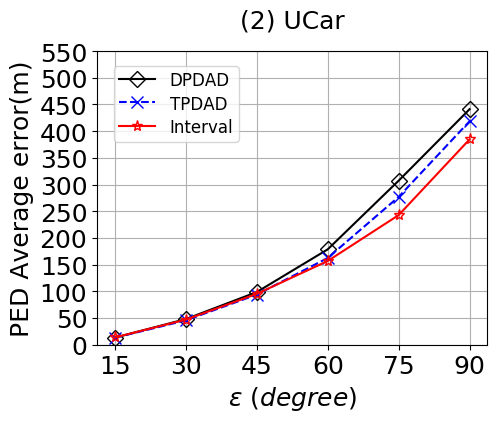 (2) UCar
PED Average error(m)
550
500
450
400
350
300
250
200
150
100
50
0
DPDAD
TPDAD
Interval
15 30 45 60 75 90
ε (degree)